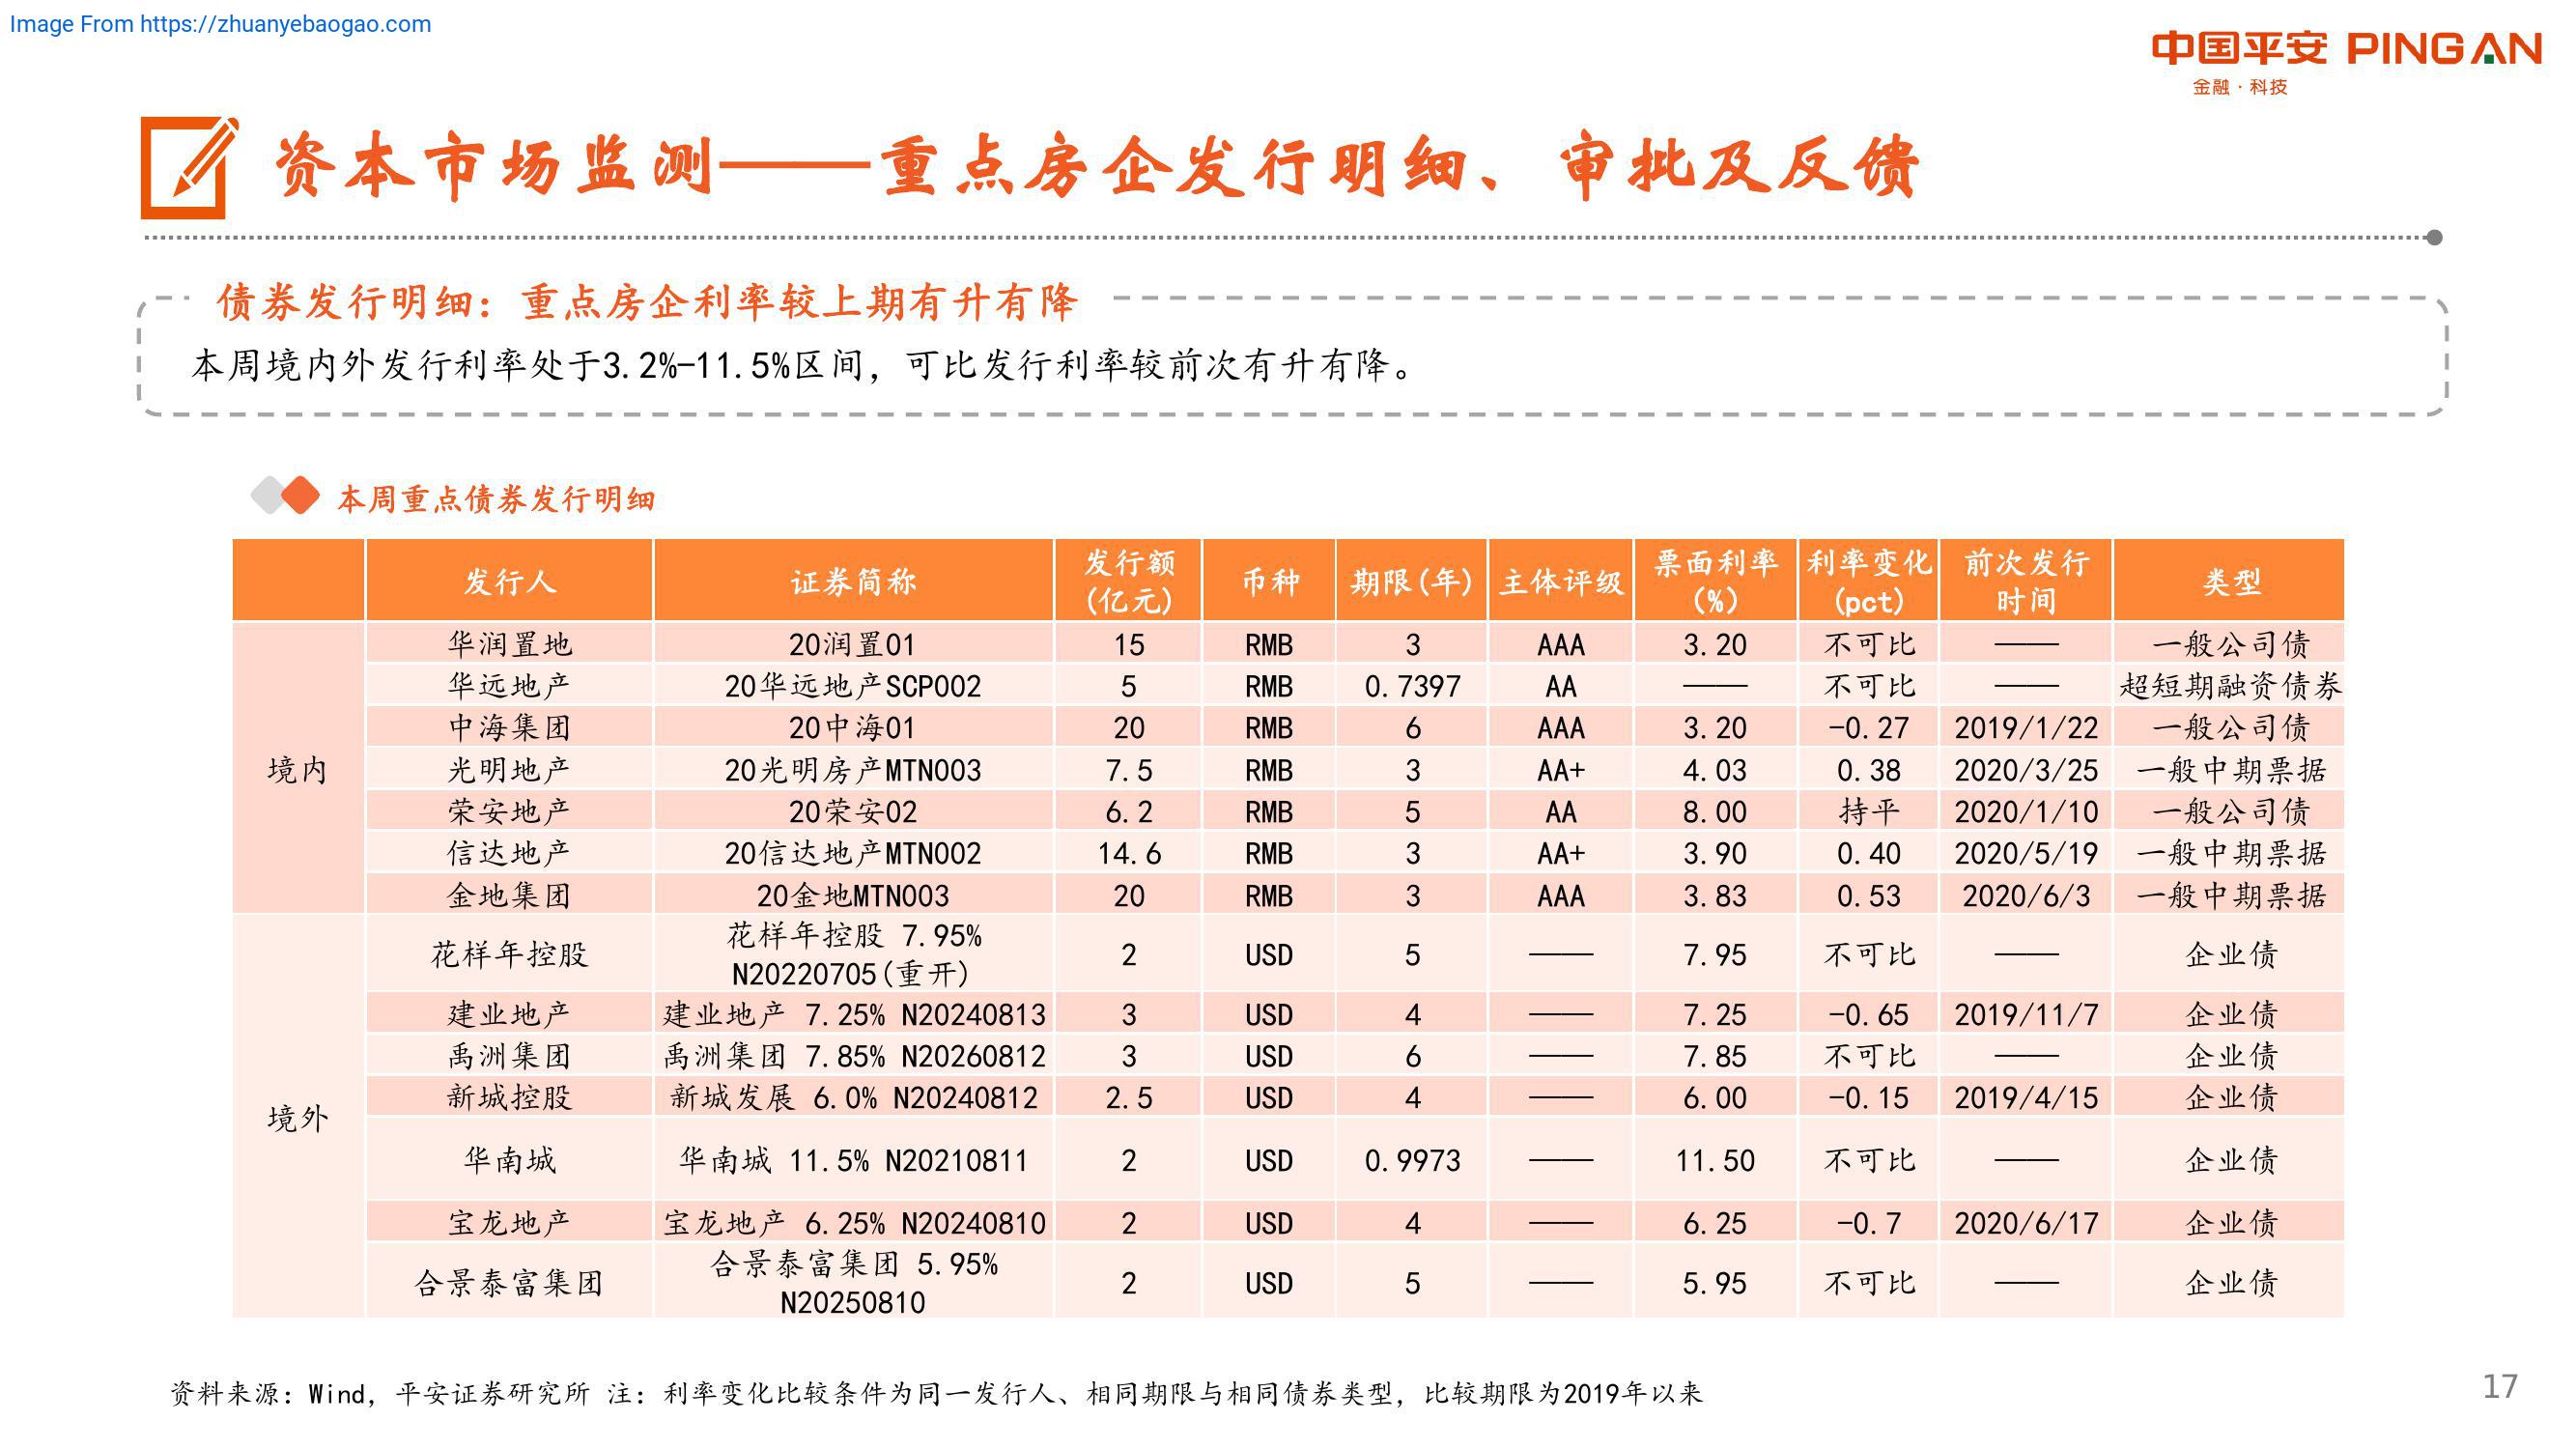 Image From https://zhuanyebaogao.com
中国平安 PINGAN
金融·科技
资本市场监测——重点房企发行明细、审批及反馈
债券发行明细：重点房企利率较上期有升有降
本周境内外发行利率处于3.2%-11.5%区间，可比发行利率较前次有升有降。
本周重点债券发行明细
发行人 证券简称 发行额(亿元) 币种 期限(年) 主体评级 票面利率(%) 利率变化(pct) 前次发行时间 类型
境内
华润置地 20润置01 15 RMB 3 AAA 3.20 不可比 —— 一般公司债
华远地产 20华远地产SCP002 5 RMB 0.7397 AA —— 不可比 —— 超短期融资债券
中海集团 20中海01 20 RMB 6 AAA 3.20 -0.27 2019/1/22 一般公司债
光明地产 20光明房产MTN003 7.5 RMB 3 AA+ 4.03 0.38 2020/3/25 一般中期票据
荣安地产 20荣安02 6.2 RMB 5 AA 8.00 持平 2020/1/10 一般公司债
信达地产 20信达地产MTN002 14.6 RMB 3 AA+ 3.90 0.40 2020/5/19 一般中期票据
金地集团 20金地MTN003 20 RMB 3 AAA 3.83 0.53 2020/6/3 一般中期票据
境外
花样年控股 花样年控股 7.95% N20220705(重开) 2 USD 5 —— 7.95 不可比 —— 企业债
建业地产 建业地产 7.25% N20240813 3 USD 4 —— 7.25 -0.65 2019/11/7 企业债
禹洲集团 禹洲集团 7.85% N20260812 3 USD 6 —— 7.85 不可比 —— 企业债
新城控股 新城发展 6.0% N20240812 2.5 USD 4 —— 6.00 -0.15 2019/4/15 企业债
华南城 华南城 11.5% N20210811 2 USD 0.9973 —— 11.50 不可比 —— 企业债
宝龙地产 宝龙地产 6.25% N20240810 2 USD 4 —— 6.25 -0.7 2020/6/17 企业债
合景泰富集团 合景泰富集团 5.95% N20250810 2 USD 5 —— 5.95 不可比 —— 企业债
资料来源：Wind，平安证券研究所 注：利率变化比较条件为同一发行人、相同期限与相同债券类型，比较期限为2019年以来
17